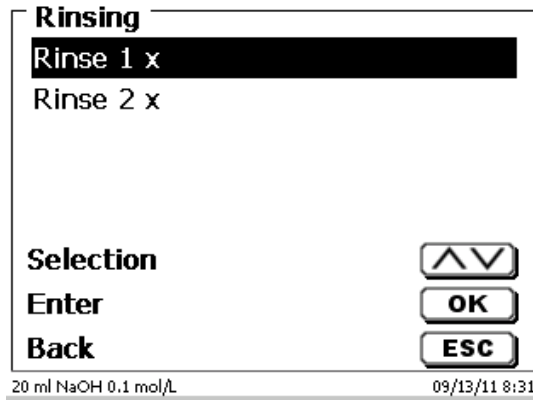 Rinsing
Rinse 1 x
Rinse 2 x
Selection
Enter OK
Back ESC
20 ml NaOH 0.1 mol/L 09/13/11 8:31